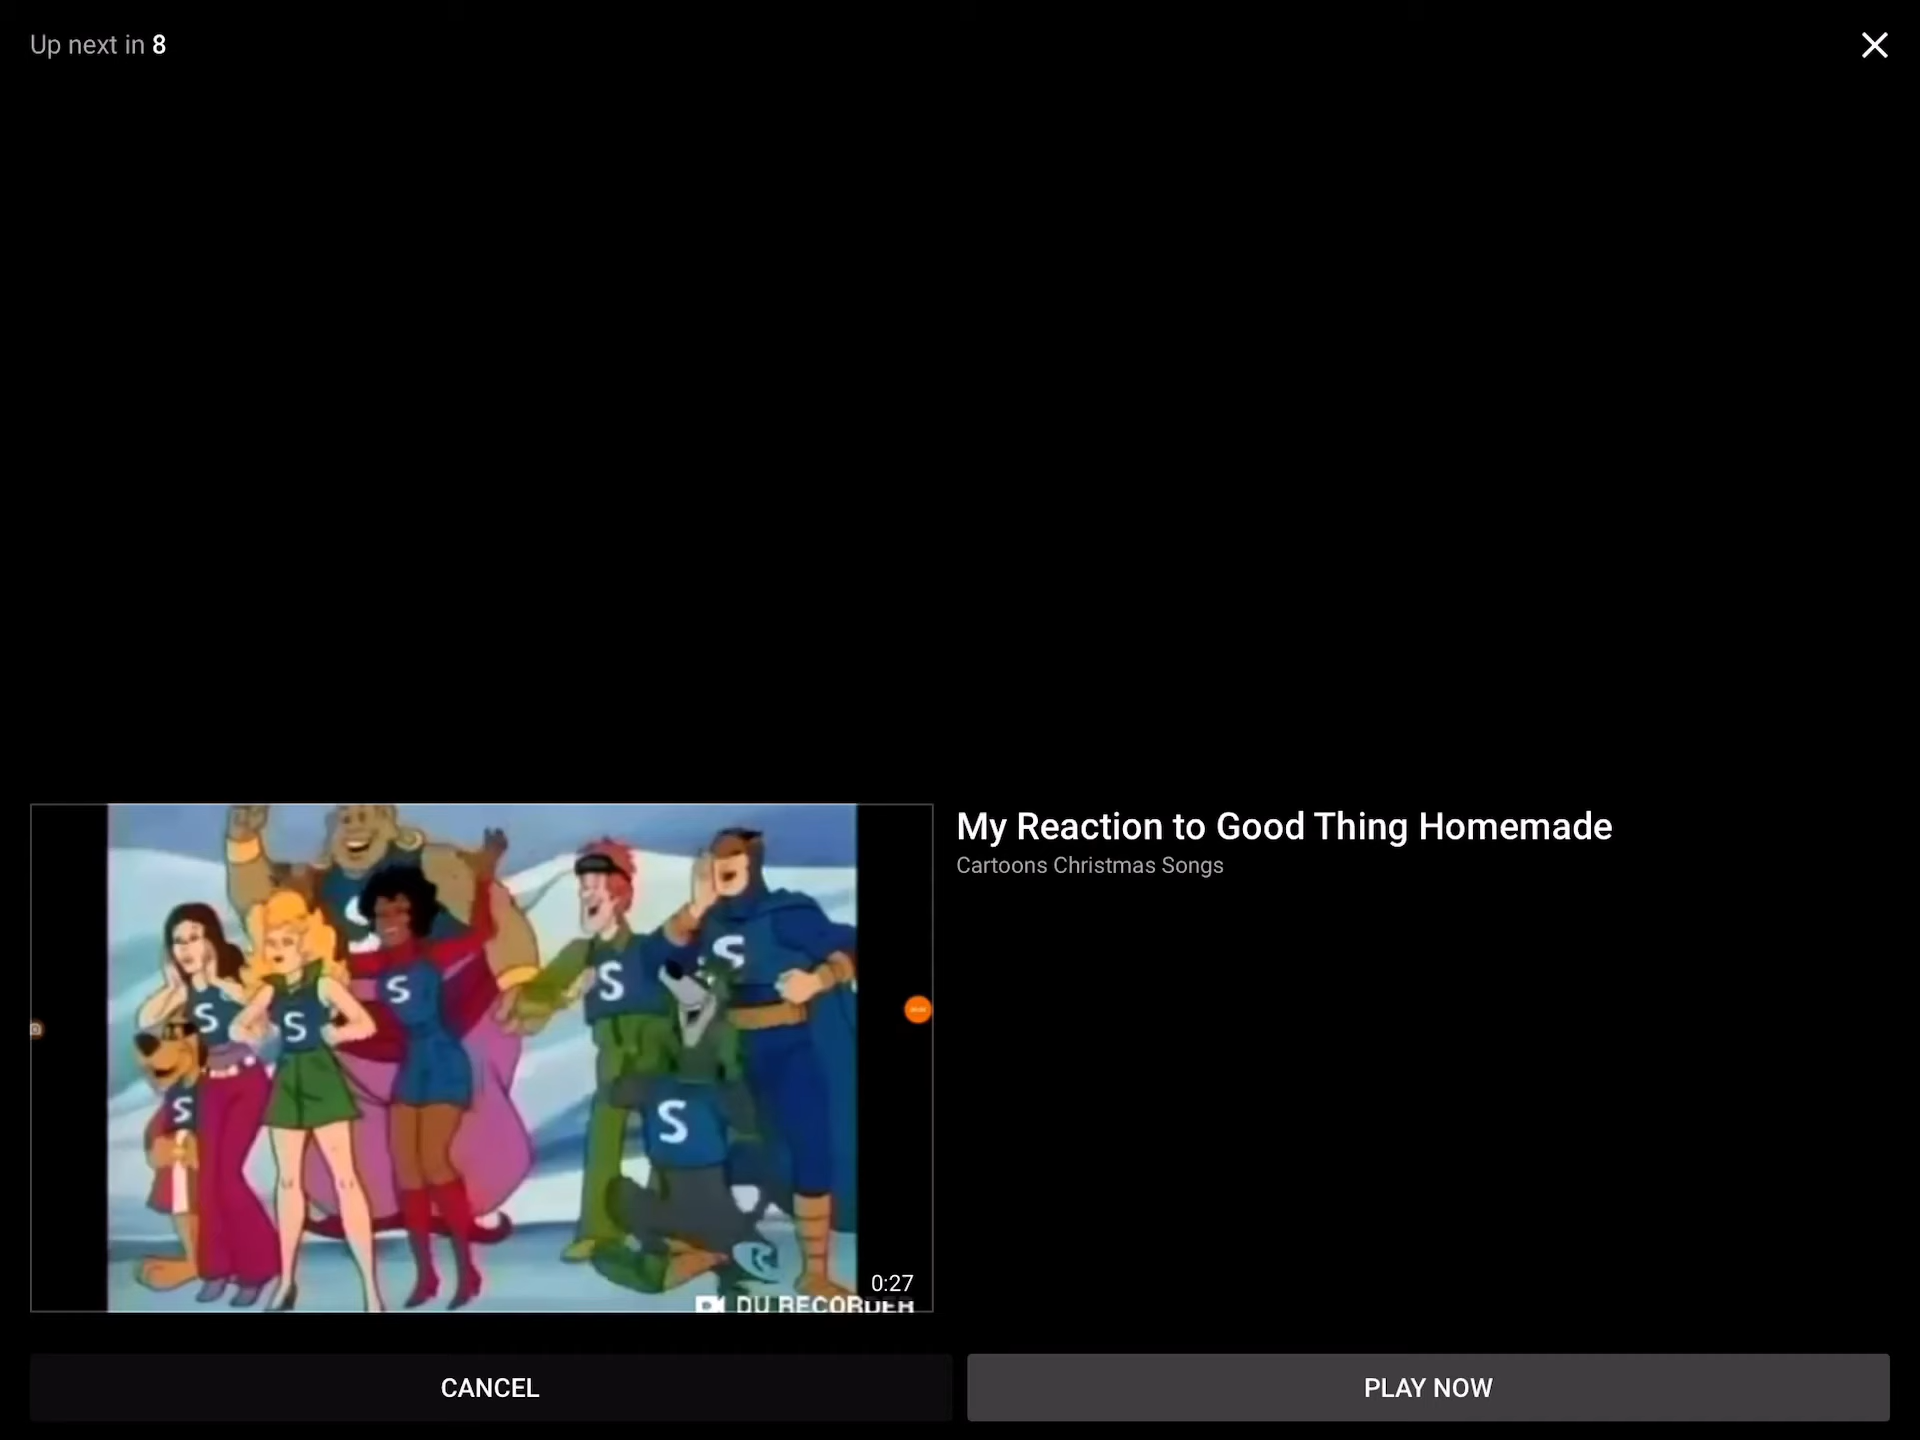 Up next in 8
My Reaction to Good Thing Homemade
Cartoons Christmas Songs
S
S
S
S
S
S
S
0:27
DU RECORDER
CANCEL
PLAY NOW